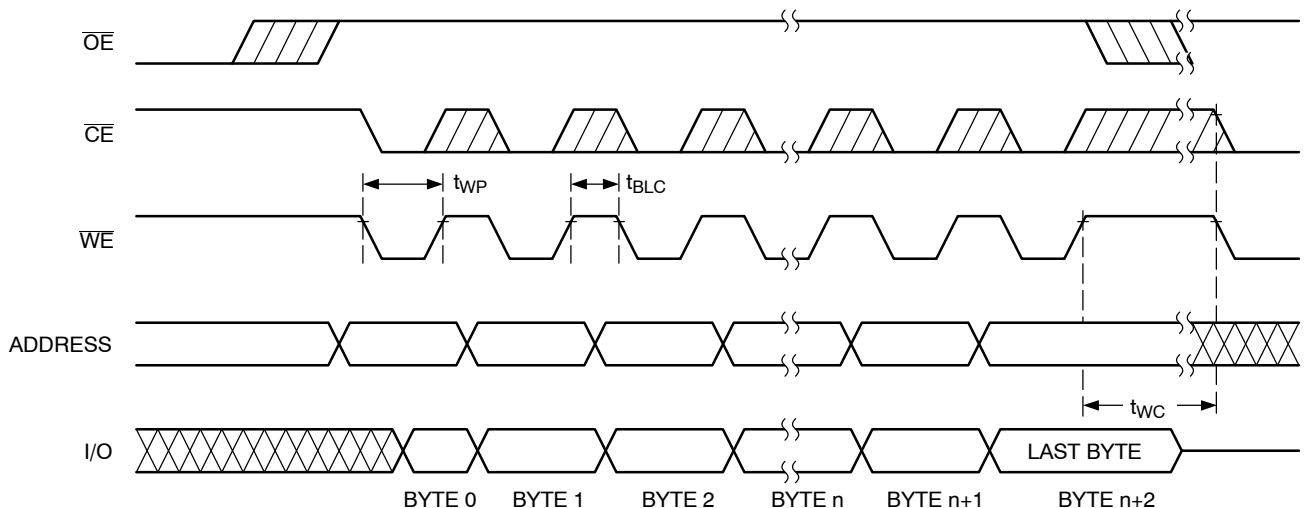 OE
CE
tWP
tBLC
WE
ADDRESS
tWC
I/O
LAST BYTE
BYTE 0 BYTE 1 BYTE 2 BYTE n BYTE n+1 BYTE n+2